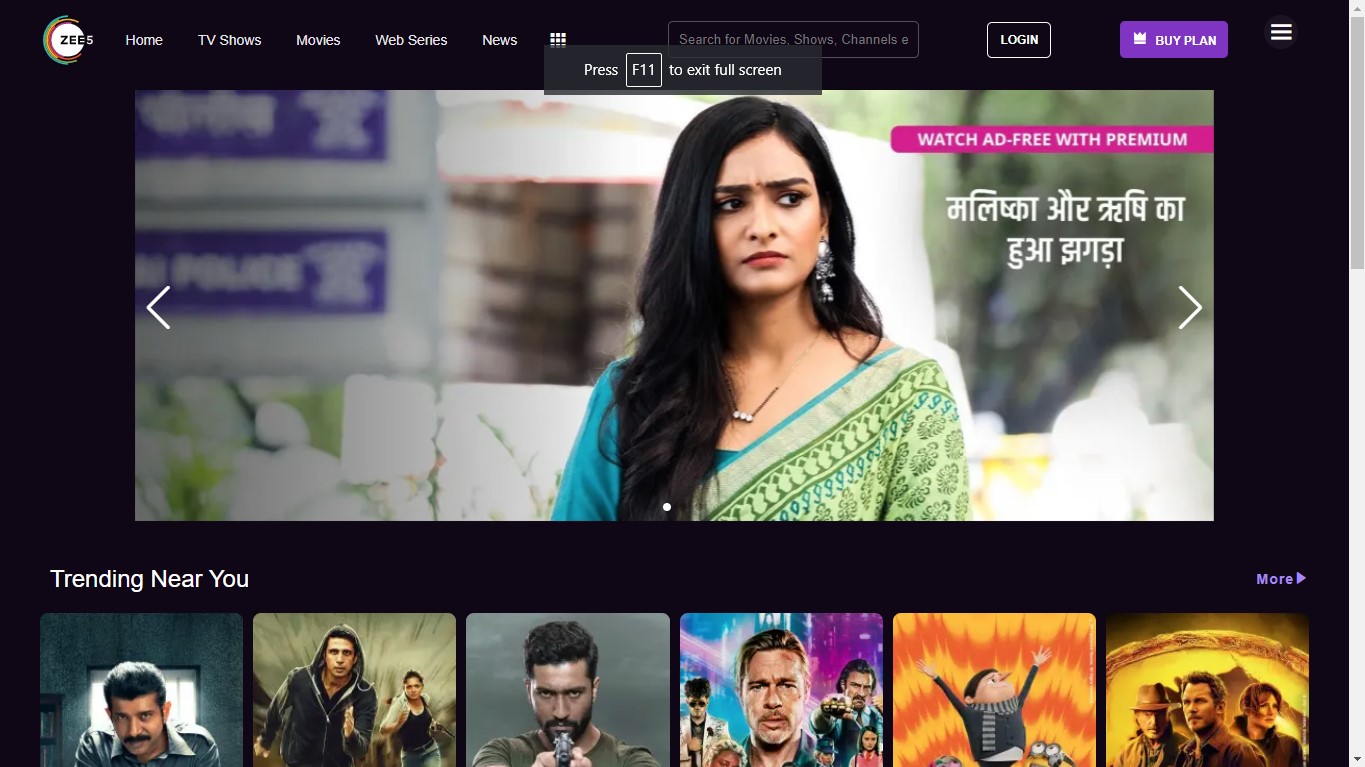 ZEE5
Home
TV Shows
Movies
Web Series
News
Search for Movies, Shows, Channels e
LOGIN
BUY PLAN
Press F11 to exit full screen
WATCH AD-FREE WITH PREMIUM
मलिष्का और ऋषि का
हुआ झगड़ा
POLICE
Trending Near You
More